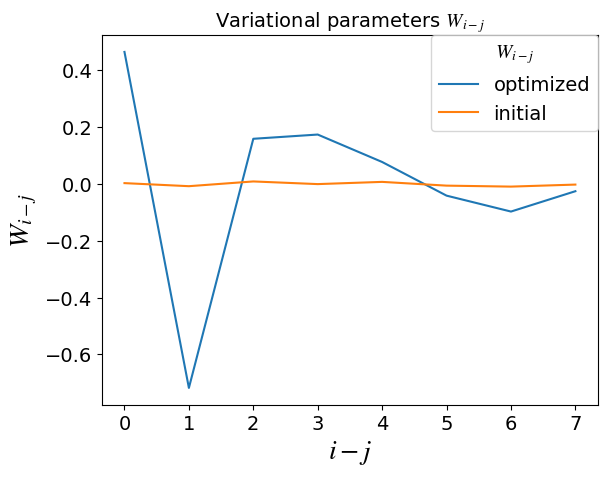 Variational parameters $W_{i-j}$
$W_{i-j}$
optimized
initial
$W_{i-j}$
0.4
0.2
0.0
−0.2
−0.4
−0.6
0 1 2 3 4 5 6 7
$i-j$